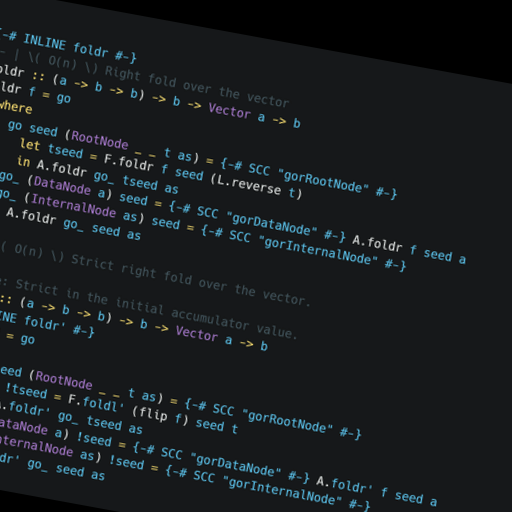 {-# INLINE foldr #-}
- | \( O(n) \) Right fold over the vector
oldr :: (a -> b -> b) -> b -> Vector a -> b
ldr f = go
where
go seed (RootNode _ _ t as) = {-# SCC "gorRootNode" #-}
let tseed = F.foldr f seed (L.reverse t)
in A.foldr go_ tseed as
go_ (DataNode a) seed = {-# SCC "gorDataNode" #-} A.foldr f seed a
go_ (InternalNode as) seed = {-# SCC "gorInternalNode" #-}
A.foldr go_ seed as
( O(n) \) Strict right fold over the vector.
e: Strict in the initial accumulator value.
:: (a -> b -> b) -> b -> Vector a -> b
INE foldr' #-}
= go
eed (RootNode _ _ t as) = {-# SCC "gorRootNode" #-}
!tseed = F.foldl' (flip f) seed t
A.foldr' go_ tseed as
ataNode a) !seed = {-# SCC "gorDataNode" #-} A.foldr' f seed a
nternalNode as) !seed = {-# SCC "gorInternalNode" #-}
dr' go_ seed as